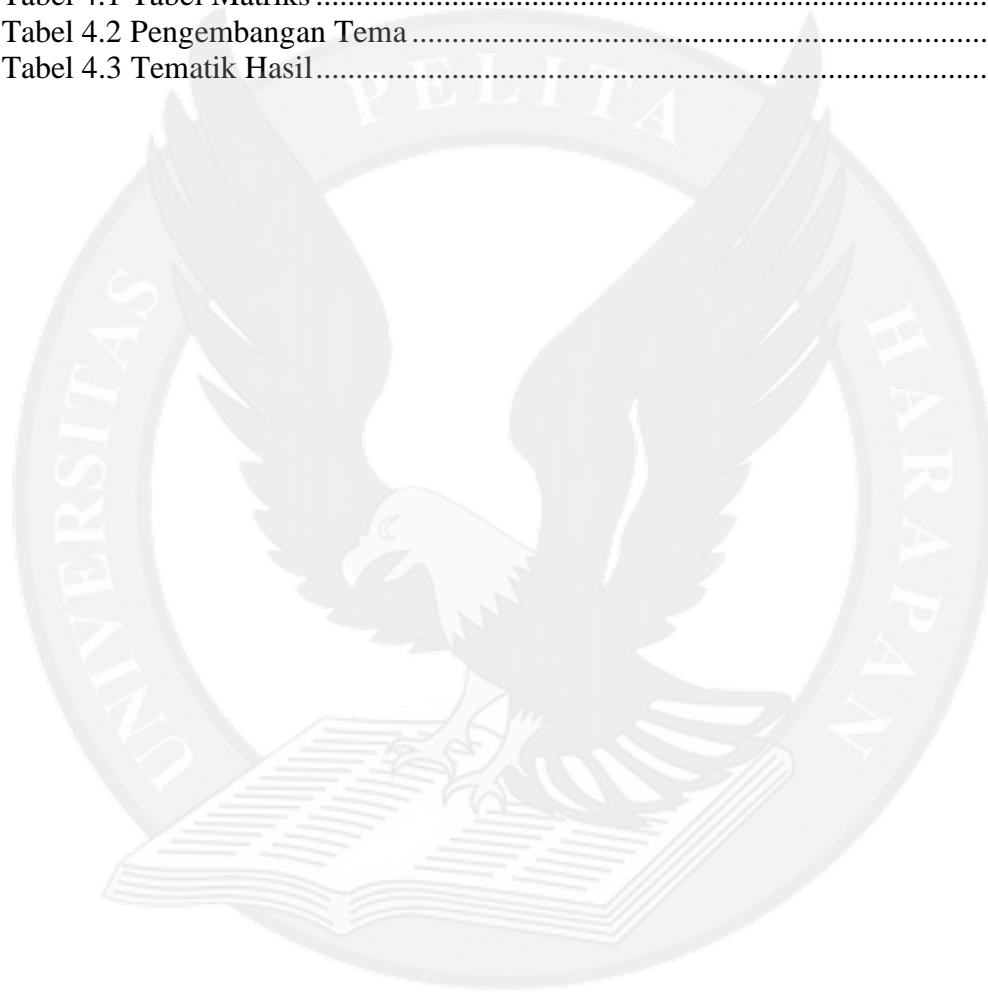 Tabel 4.1 Tabel Matriks ....................................................................................
Tabel 4.2 Pengembangan Tema ........................................................................
Tabel 4.3 Tematik Hasil....................................................................................
UNIVERSITAS PELITA HARAPAN